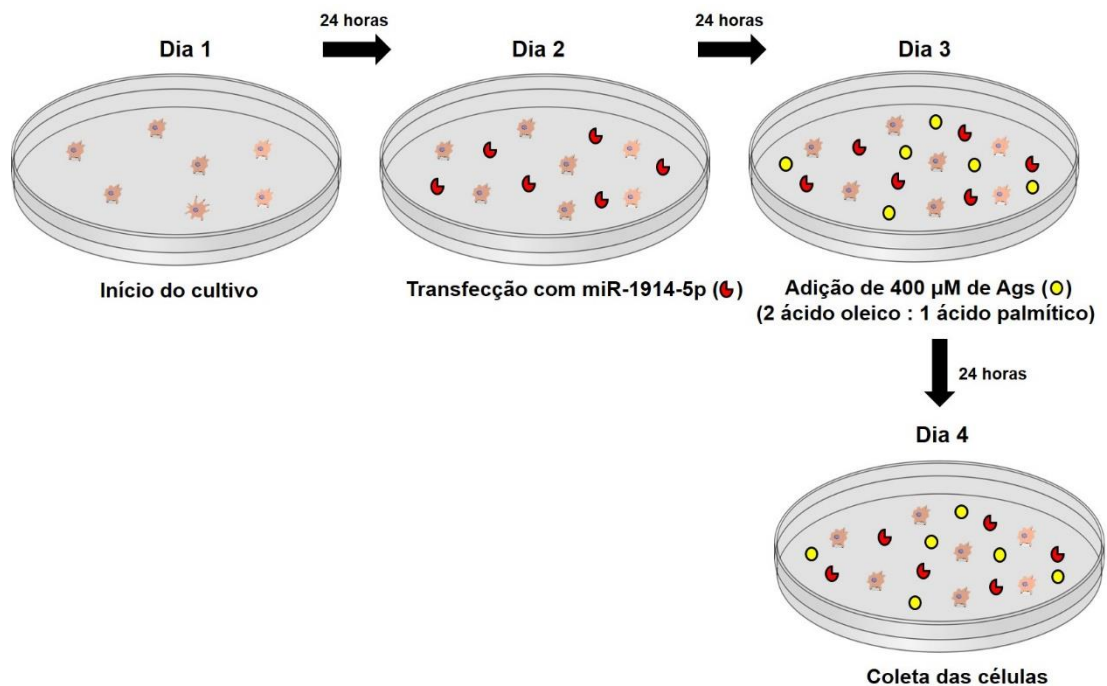 24 horas
24 horas
Dia 1
Dia 2
Dia 3
Início do cultivo
Transfecção com miR-1914-5p ( )
Adição de 400 µM de Ags ( )
(2 ácido oleico : 1 ácido palmítico)
24 horas
Dia 4
Coleta das células